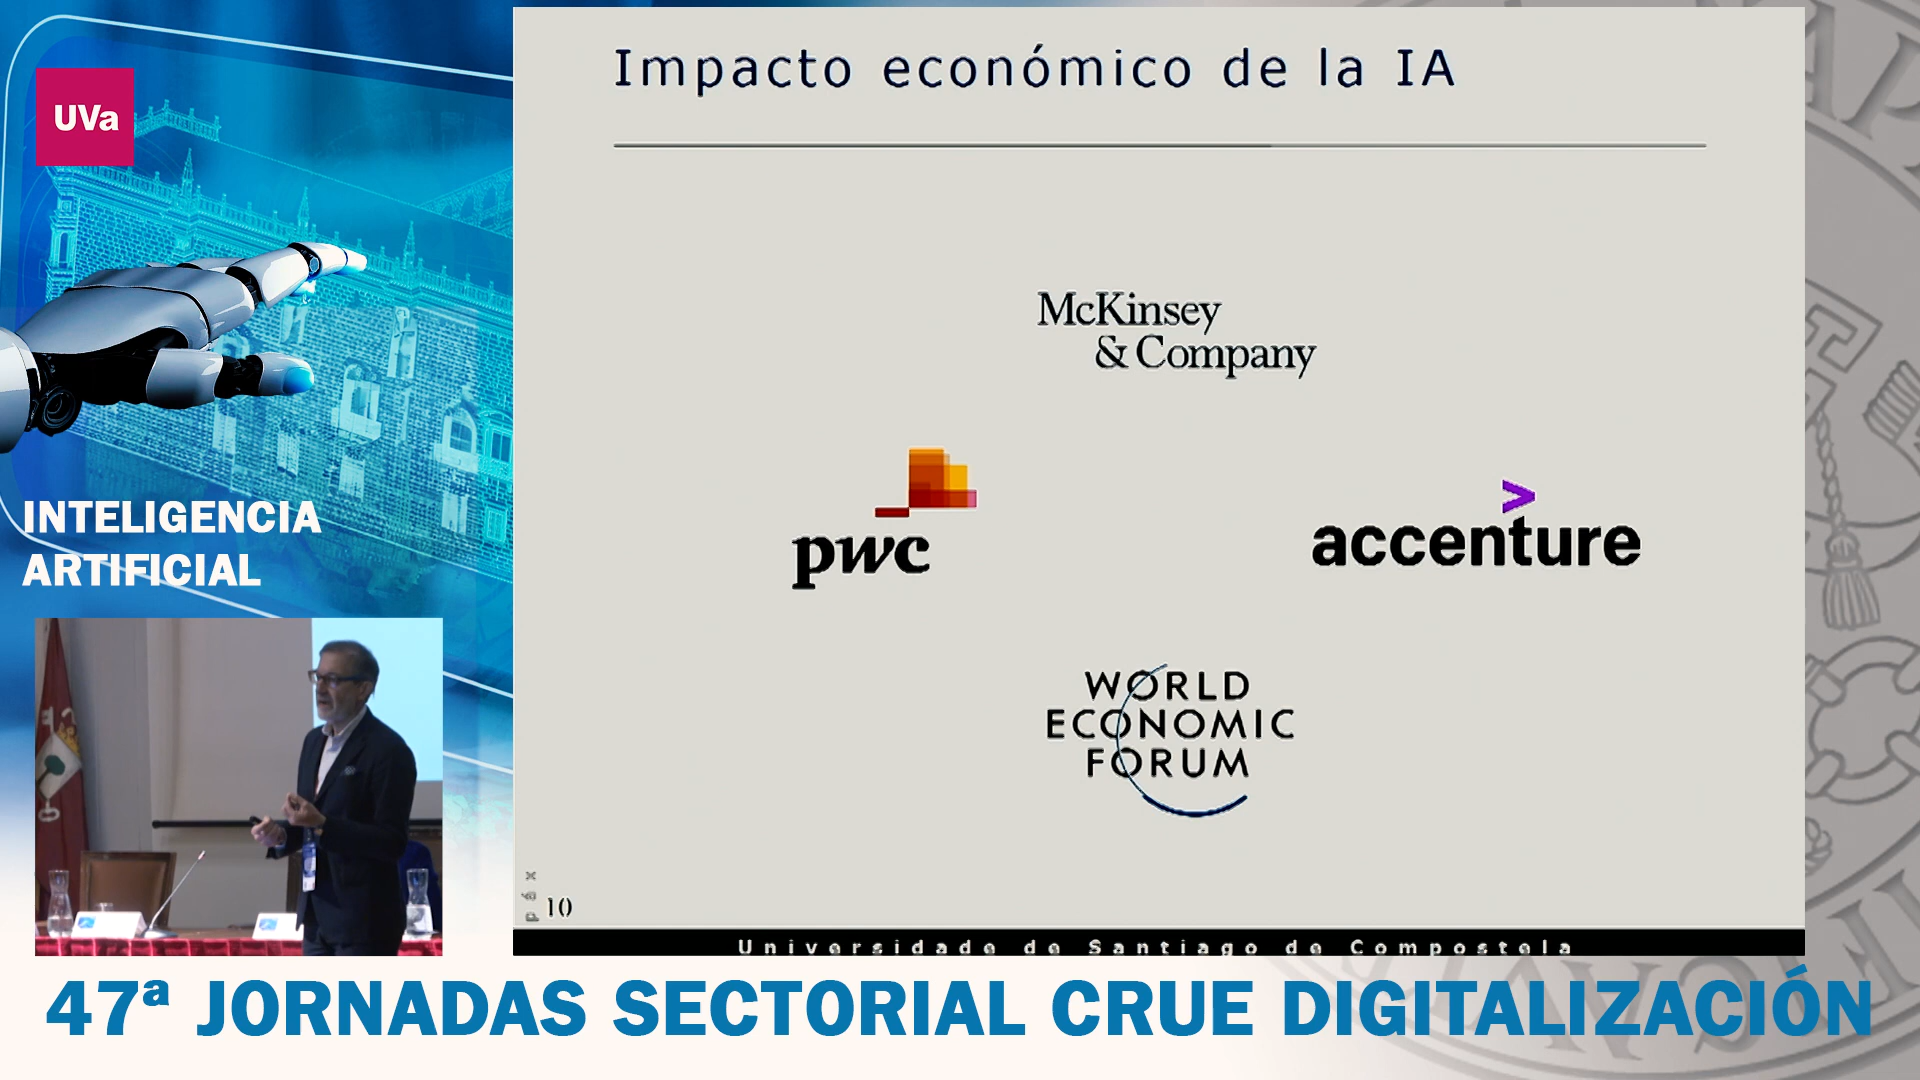 UVa
INTELIGENCIA
ARTIFICIAL
Impacto económico de la IA
McKinsey
& Company
pwc
accenture
WORLD
ECONOMIC
FORUM
páx
10
Universidade de Santiago de Compostela
47ª JORNADAS SECTORIAL CRUE DIGITALIZACIÓN